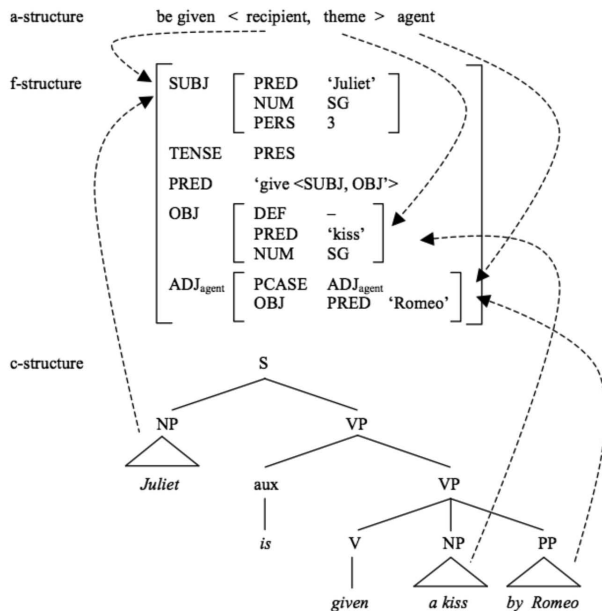 a-structure be given < recipient, theme > agent
f-structure SUBJ PRED ‘Juliet’
NUM SG
PERS 3
TENSE PRES
PRED ‘give <SUBJ, OBJ’>
OBJ DEF –
PRED ‘kiss’
NUM SG
ADJagent PCASE ADJagent
OBJ PRED ‘Romeo’
c-structure S
NP VP
Juliet aux VP
is V NP PP
given a kiss by Romeo